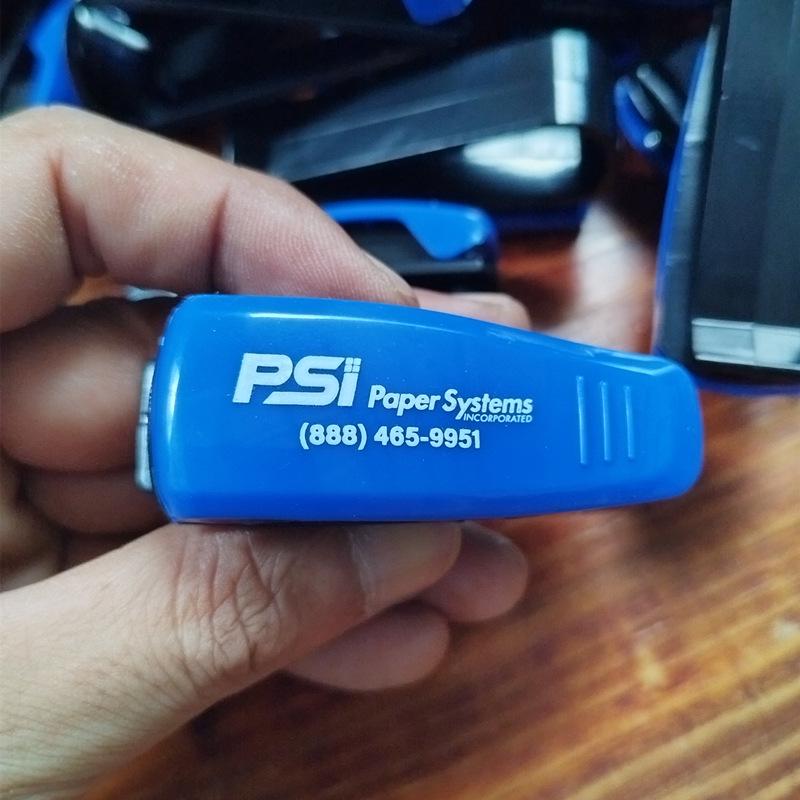 PSi Paper Systems
INCORPORATED
(888) 465-9951